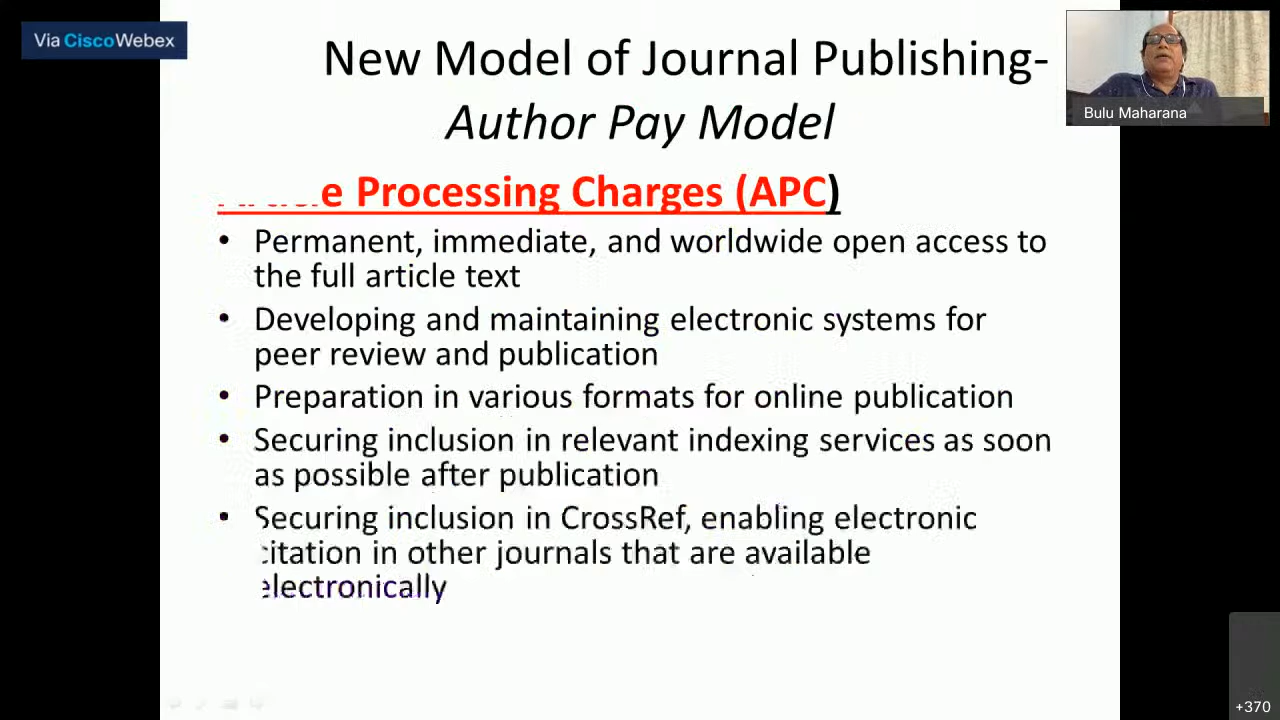 Via CiscoWebex
New Model of Journal Publishing-
Author Pay Model
Bulu Maharana
Article Processing Charges (APC)
• Permanent, immediate, and worldwide open access to
the full article text
• Developing and maintaining electronic systems for
peer review and publication
• Preparation in various formats for online publication
• Securing inclusion in relevant indexing services as soon
as possible after publication
• Securing inclusion in CrossRef, enabling electronic
citation in other journals that are available
electronically
+370